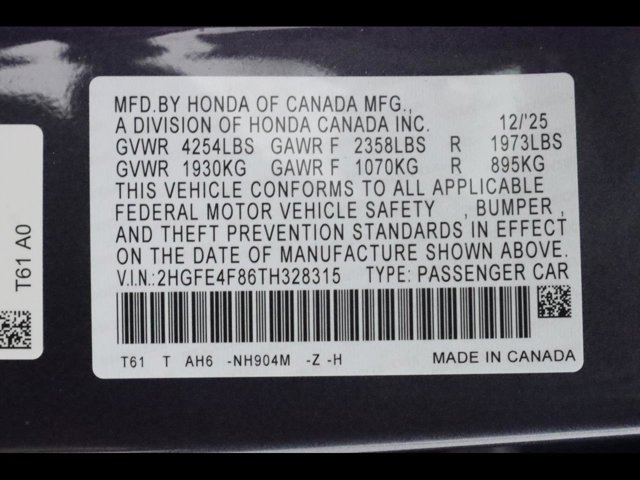 MFD.BY HONDA OF CANADA MFG.,
A DIVISION OF HONDA CANADA INC. 12/'25
GVWR 4254LBS GAWR F 2358LBS R 1973LBS
GVWR 1930KG GAWR F 1070KG R 895KG
THIS VEHICLE CONFORMS TO ALL APPLICABLE
FEDERAL MOTOR VEHICLE SAFETY , BUMPER ,
AND THEFT PREVENTION STANDARDS IN EFFECT
ON THE DATE OF MANUFACTURE SHOWN ABOVE.
V.I.N.:2HGFE4F86TH328315 TYPE: PASSENGER CAR
T61 T AH6 -NH904M -Z -H MADE IN CANADA
T61 A0